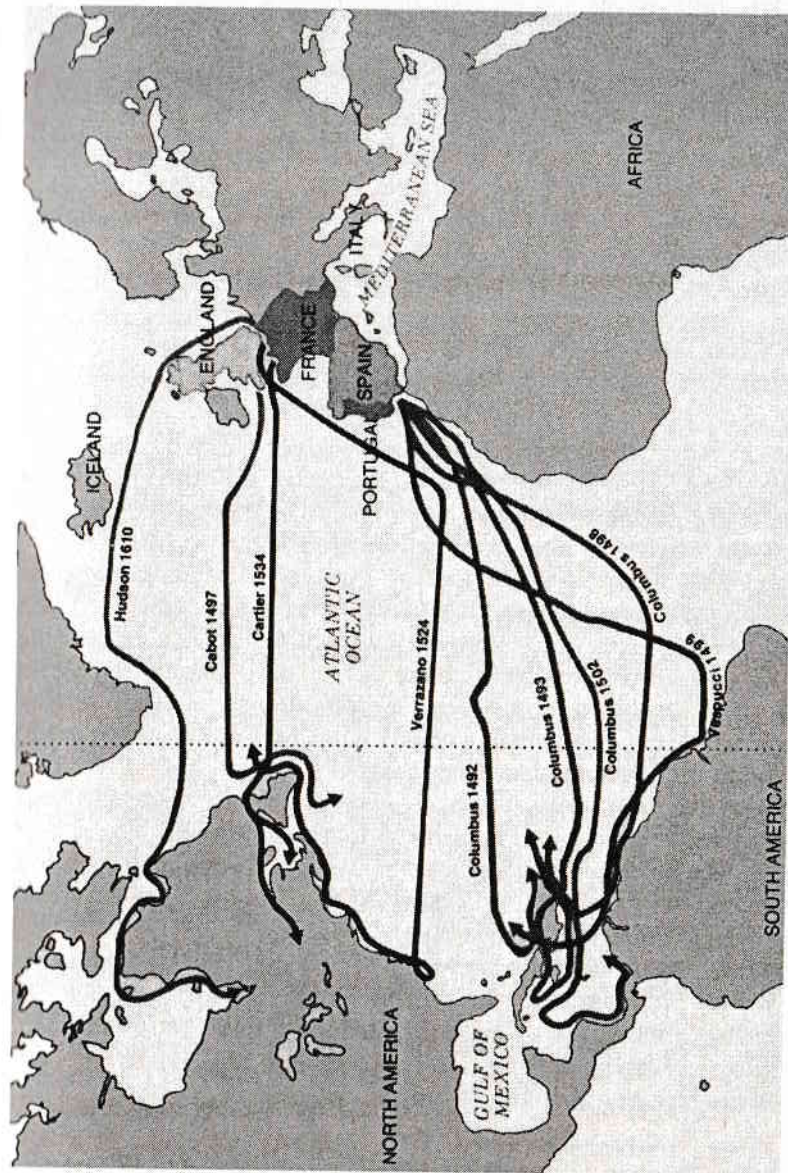 ICELAND
Hudson 1610
ENGLAND
Cabot 1497
Cartier 1534
FRANCE
ATLANTIC
OCEAN
PORTUGAL
SPAIN
ITALY
MEDITERRANEAN SEA
Verrazano 1524
NORTH AMERICA
Columbus 1492
Columbus 1493
Columbus 1502
Columbus 1498
Vespucci 1499
GULF OF
MEXICO
SOUTH AMERICA
AFRICA